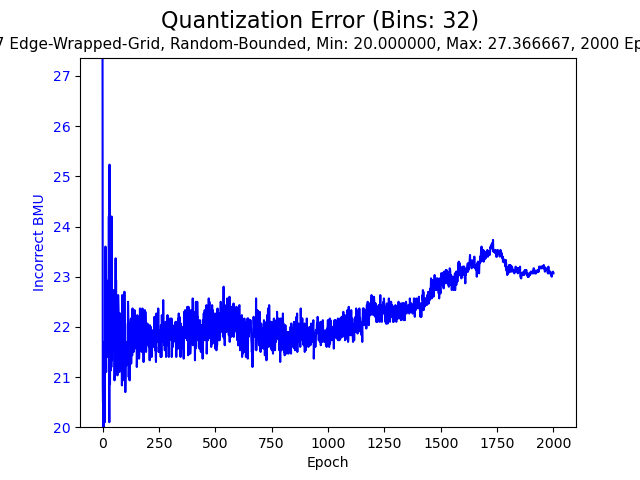 Quantization Error (Bins: 32)
7 Edge-Wrapped-Grid, Random-Bounded, Min: 20.000000, Max: 27.366667, 2000 Ep
27
26
25
24
23
22
21
20
Incorrect BMU
0 250 500 750 1000 1250 1500 1750 2000
Epoch